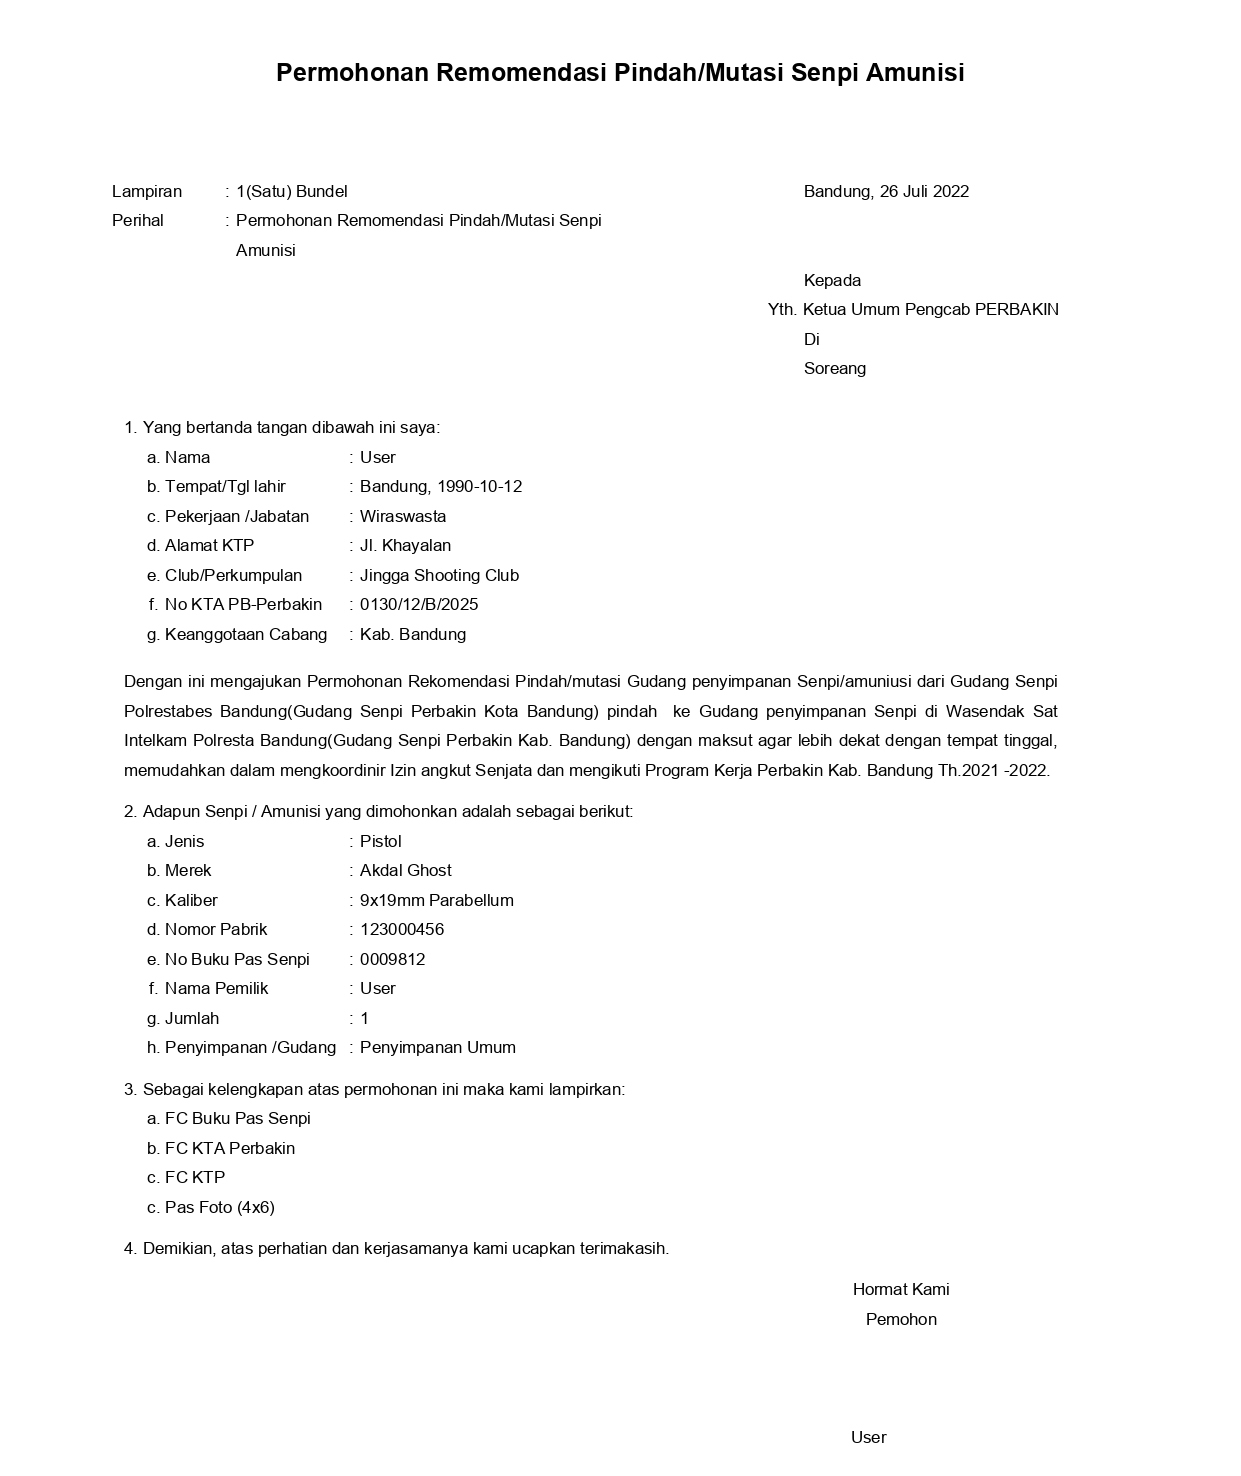 Permohonan Remomendasi Pindah/Mutasi Senpi Amunisi
Lampiran : 1(Satu) Bundel
Bandung, 26 Juli 2022
Perihal : Permohonan Remomendasi Pindah/Mutasi Senpi
Amunisi
Kepada
Yth. Ketua Umum Pengcab PERBAKIN
Di
Soreang
1. Yang bertanda tangan dibawah ini saya:
a. Nama : User
b. Tempat/Tgl lahir : Bandung, 1990-10-12
c. Pekerjaan /Jabatan : Wiraswasta
d. Alamat KTP : Jl. Khayalan
e. Club/Perkumpulan : Jingga Shooting Club
f. No KTA PB-Perbakin : 0130/12/B/2025
g. Keanggotaan Cabang : Kab. Bandung
Dengan ini mengajukan Permohonan Rekomendasi Pindah/mutasi Gudang penyimpanan Senpi/amuniusi dari Gudang Senpi
Polrestabes Bandung(Gudang Senpi Perbakin Kota Bandung) pindah ke Gudang penyimpanan Senpi di Wasendak Sat
Intelkam Polresta Bandung(Gudang Senpi Perbakin Kab. Bandung) dengan maksut agar lebih dekat dengan tempat tinggal,
memudahkan dalam mengkoordinir Izin angkut Senjata dan mengikuti Program Kerja Perbakin Kab. Bandung Th.2021 -2022.
2. Adapun Senpi / Amunisi yang dimohonkan adalah sebagai berikut:
a. Jenis : Pistol
b. Merek : Akdal Ghost
c. Kaliber : 9x19mm Parabellum
d. Nomor Pabrik : 123000456
e. No Buku Pas Senpi : 0009812
f. Nama Pemilik : User
g. Jumlah : 1
h. Penyimpanan /Gudang : Penyimpanan Umum
3. Sebagai kelengkapan atas permohonan ini maka kami lampirkan:
a. FC Buku Pas Senpi
b. FC KTA Perbakin
c. FC KTP
c. Pas Foto (4x6)
4. Demikian, atas perhatian dan kerjasamanya kami ucapkan terimakasih.
Hormat Kami
Pemohon
User